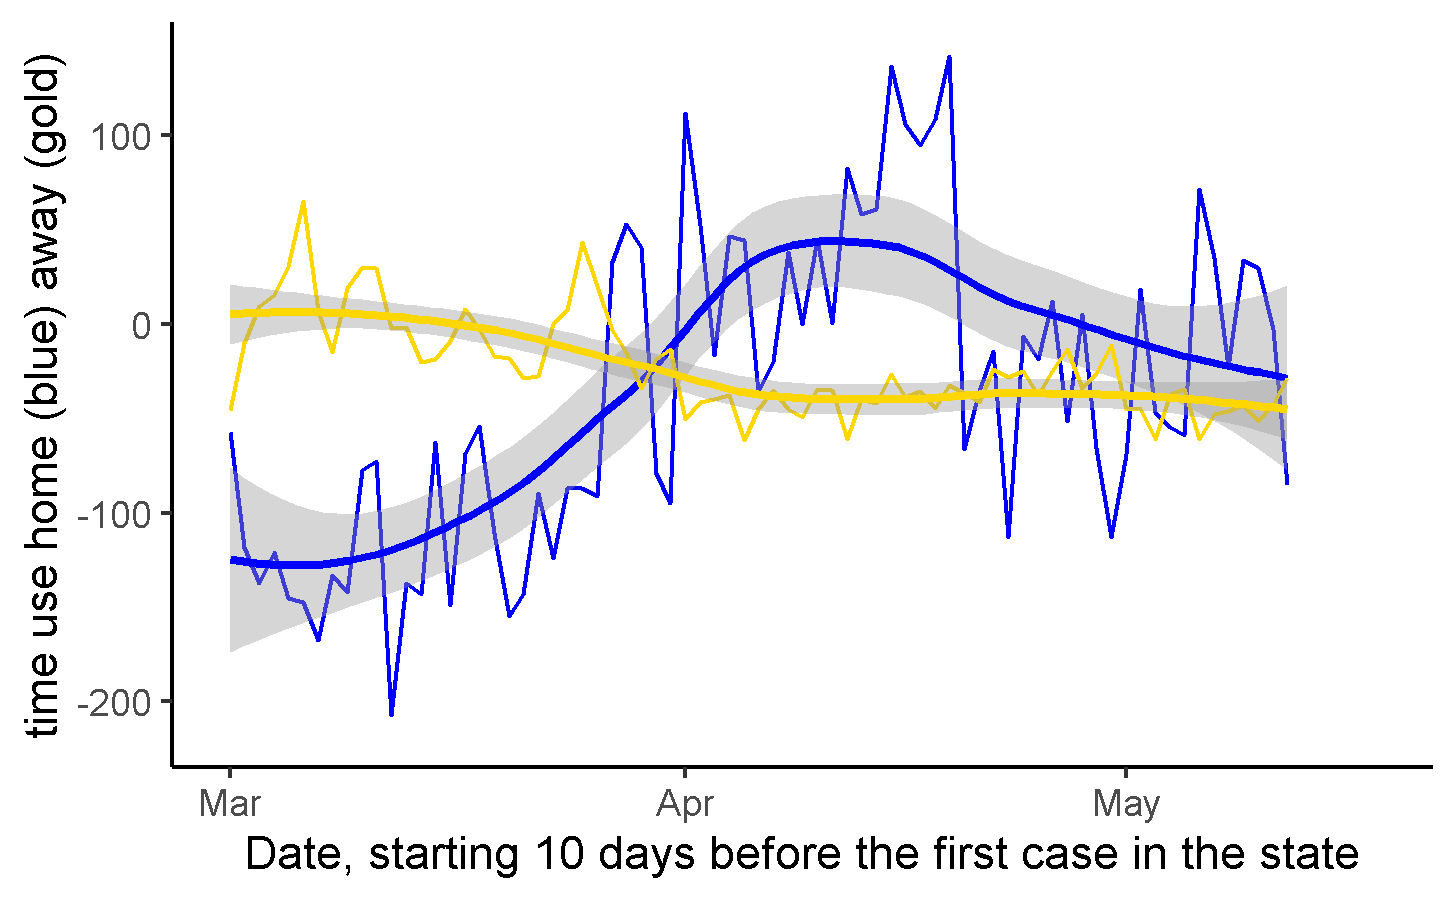 time use home (blue) away (gold)
100
0
-100
-200
Mar
Apr
May
Date, starting 10 days before the first case in the state